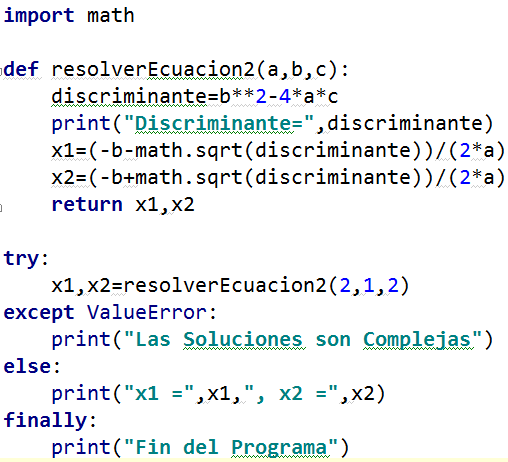 import math
def resolverEcuacion2(a,b,c):
    discriminante=b**2-4*a*c
    print("Discriminante=",discriminante)
    x1=(-b-math.sqrt(discriminante))/(2*a)
    x2=(-b+math.sqrt(discriminante))/(2*a)
    return x1,x2
try:
    x1,x2=resolverEcuacion2(2,1,2)
except ValueError:
    print("Las Soluciones son Complejas")
else:
    print("x1 =",x1,", x2 =",x2)
finally:
    print("Fin del Programa")